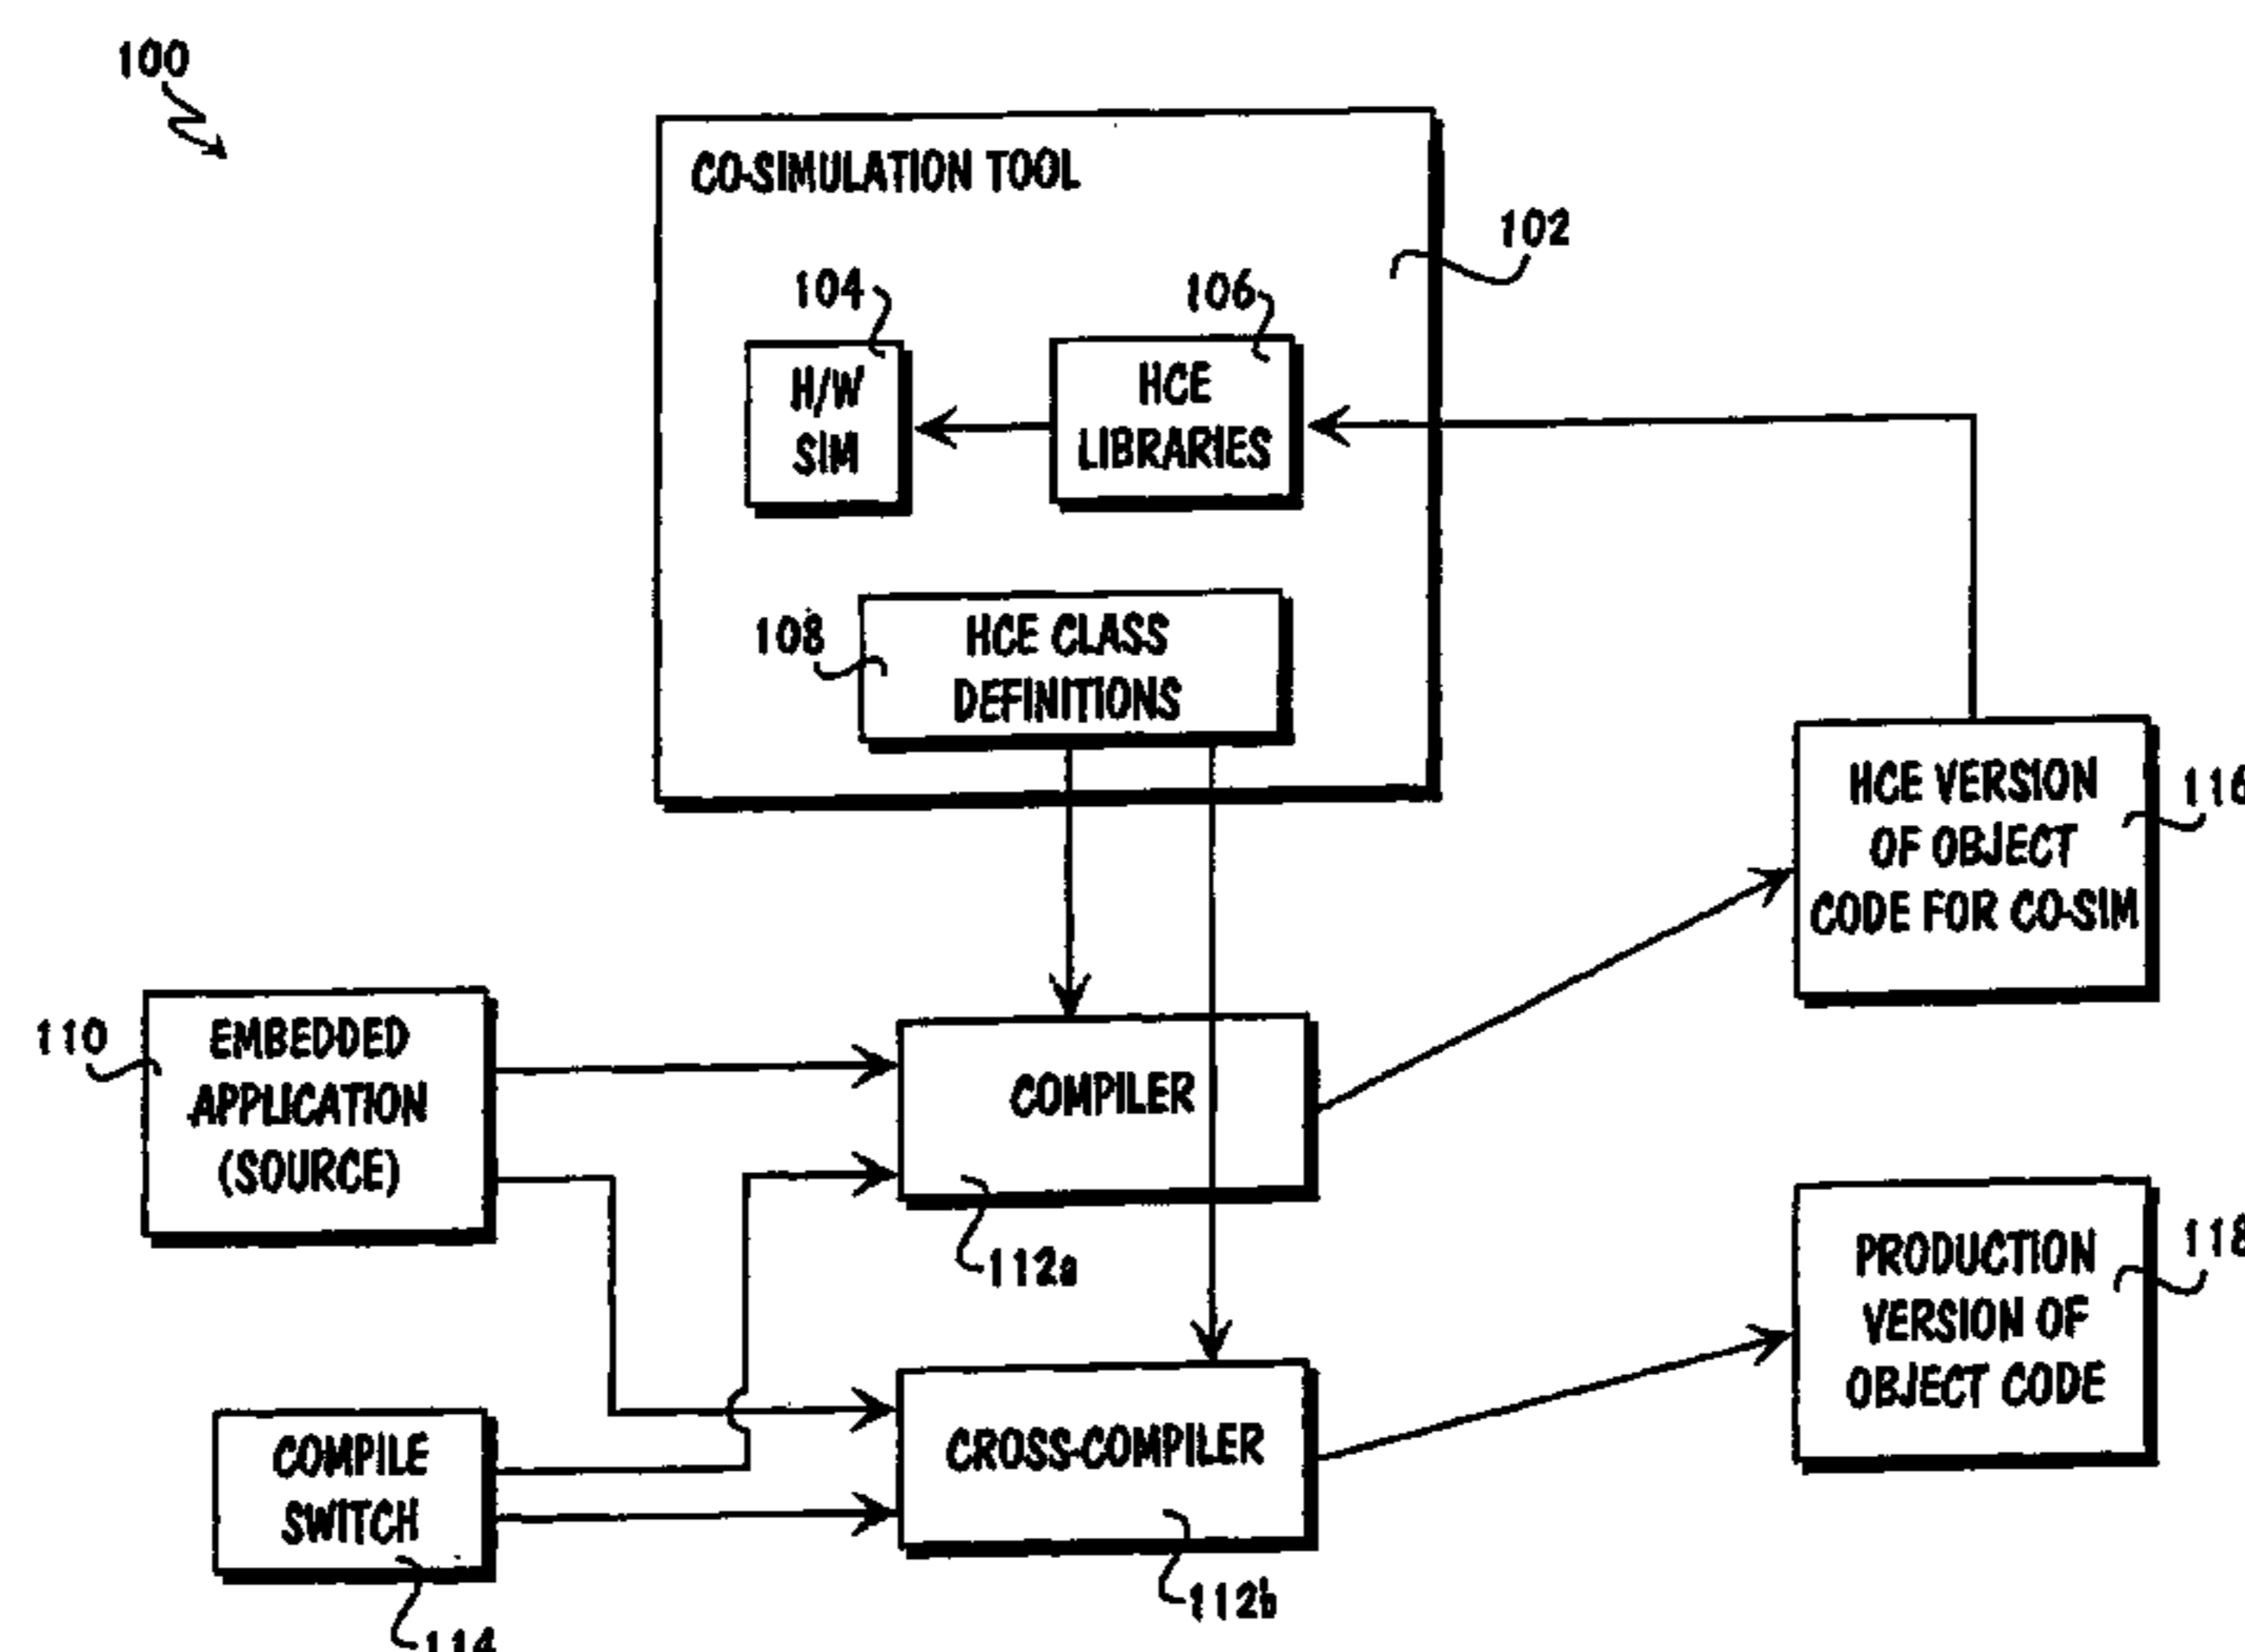 100
CO-SIMULATION TOOL
102
104
106
H/W
SIM
HCE
LIBRARIES
108
HCE CLASS
DEFINITIONS
HCE VERSION
OF OBJECT
CODE FOR CO-SIM
116
110
EMBEDDED
APPLICATION
(SOURCE)
COMPILER
112a
PRODUCTION
VERSION OF
OBJECT CODE
118
COMPILE
SWITCH
114
CROSS-COMPILER
112b